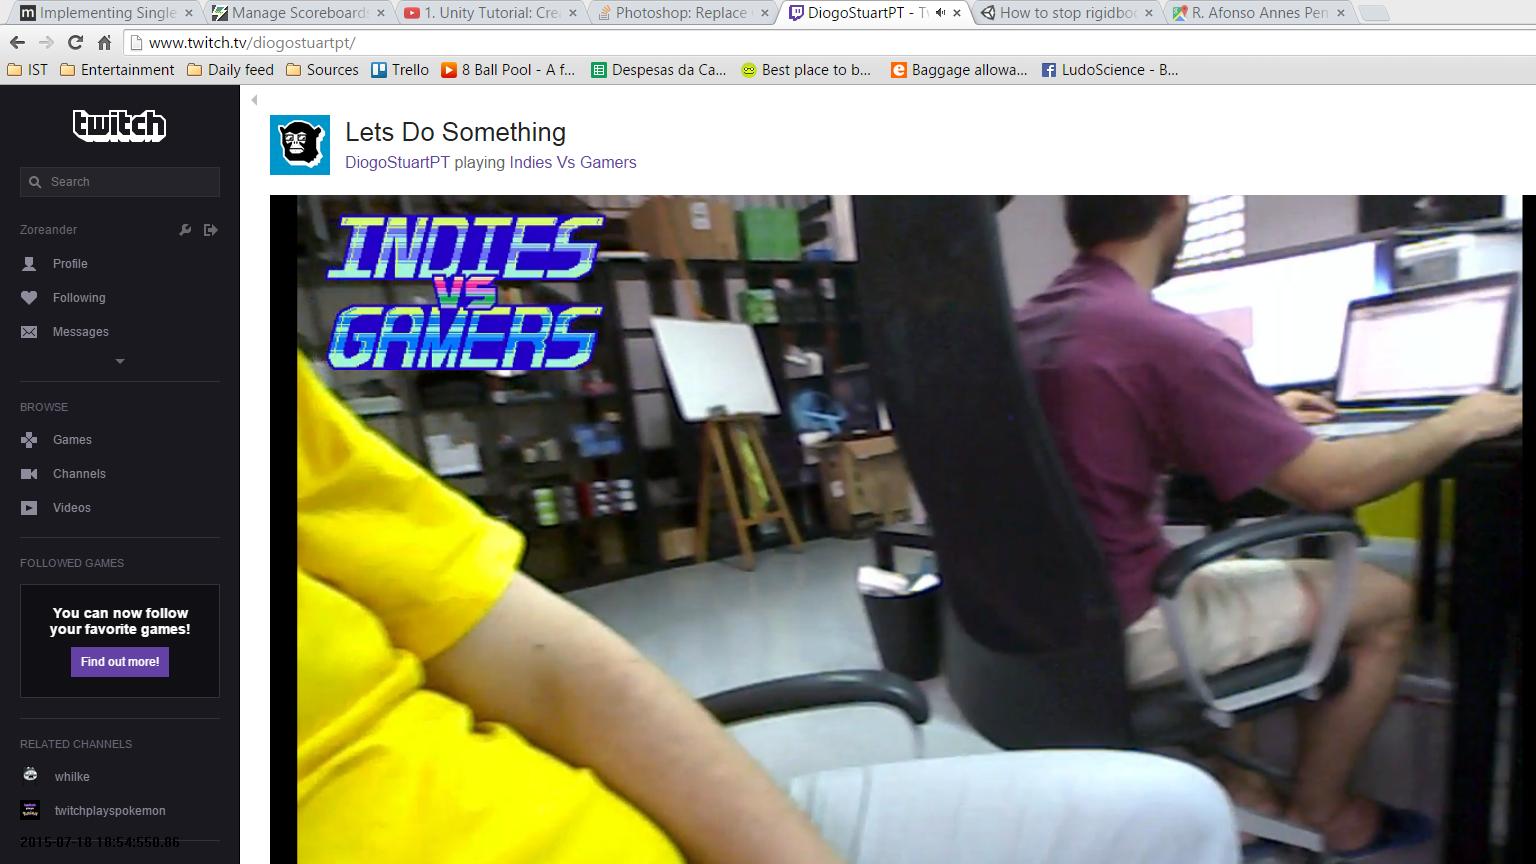 Implementing Single
Manage Scoreboards
1. Unity Tutorial: Cre
Photoshop: Replace
DiogoStuartPT - Tw
How to stop rigidbo
R. Afonso Annes Pen
www.twitch.tv/diogostuartpt/
IST
Entertainment
Daily feed
Sources
Trello
8 Ball Pool - A f...
Despesas da Ca...
Best place to b...
Baggage allowa...
LudoScience - B...
twitch
Search
Zoreander
Profile
Following
Messages
BROWSE
Games
Channels
Videos
FOLLOWED GAMES
You can now follow
your favorite games!
Find out more!
RELATED CHANNELS
whilke
twitchplayspokemon
2015-07-18 18:54:550.86
Lets Do Something
DiogoStuartPT playing Indies Vs Gamers
INDIES
VS
GAMERS